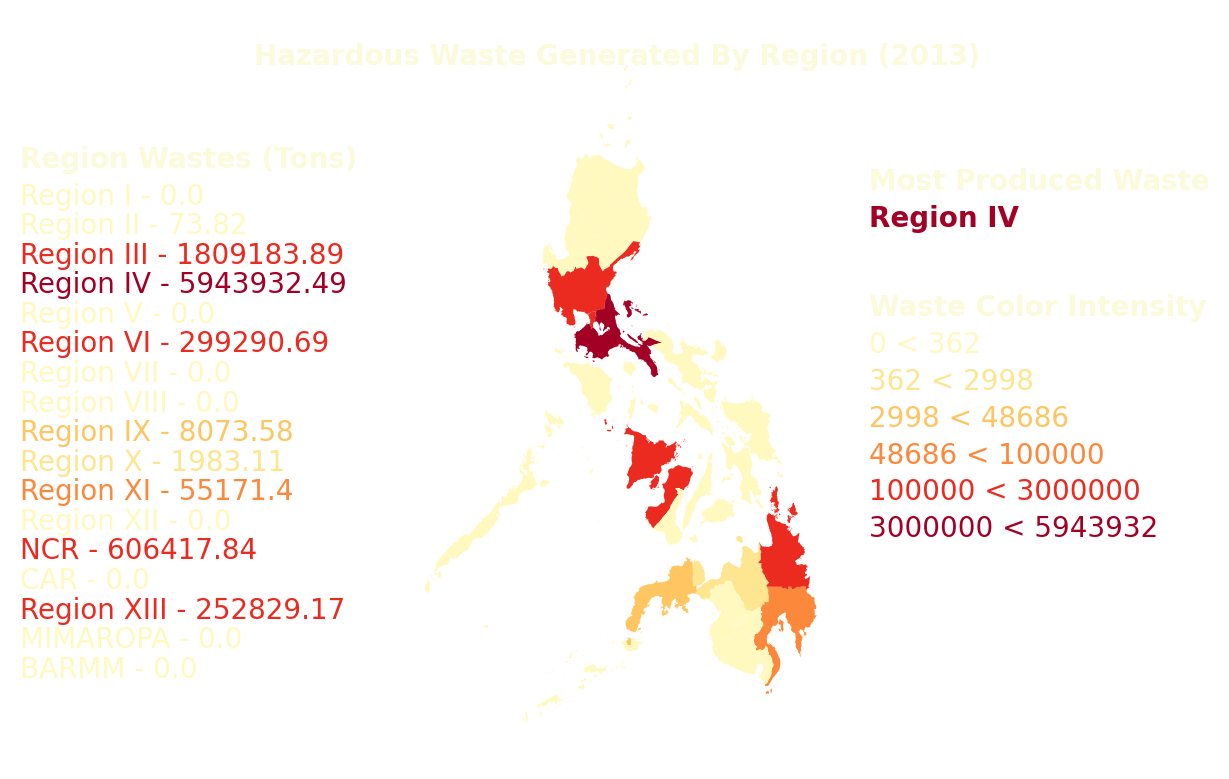 Hazardous Waste Generated By Region (2013)
Region Wastes (Tons)
Region I - 0.0
Region II - 73.82
Region III - 1809183.89
Region IV - 5943932.49
Region V - 0.0
Region VI - 299290.69
Region VII - 0.0
Region VIII - 0.0
Region IX - 8073.58
Region X - 1983.11
Region XI - 55171.4
Region XII - 0.0
NCR - 606417.84
CAR - 0.0
Region XIII - 252829.17
MIMAROPA - 0.0
BARMM - 0.0
Most Produced Waste
Region IV
Waste Color Intensity
0 < 362
362 < 2998
2998 < 48686
48686 < 100000
100000 < 3000000
3000000 < 5943932